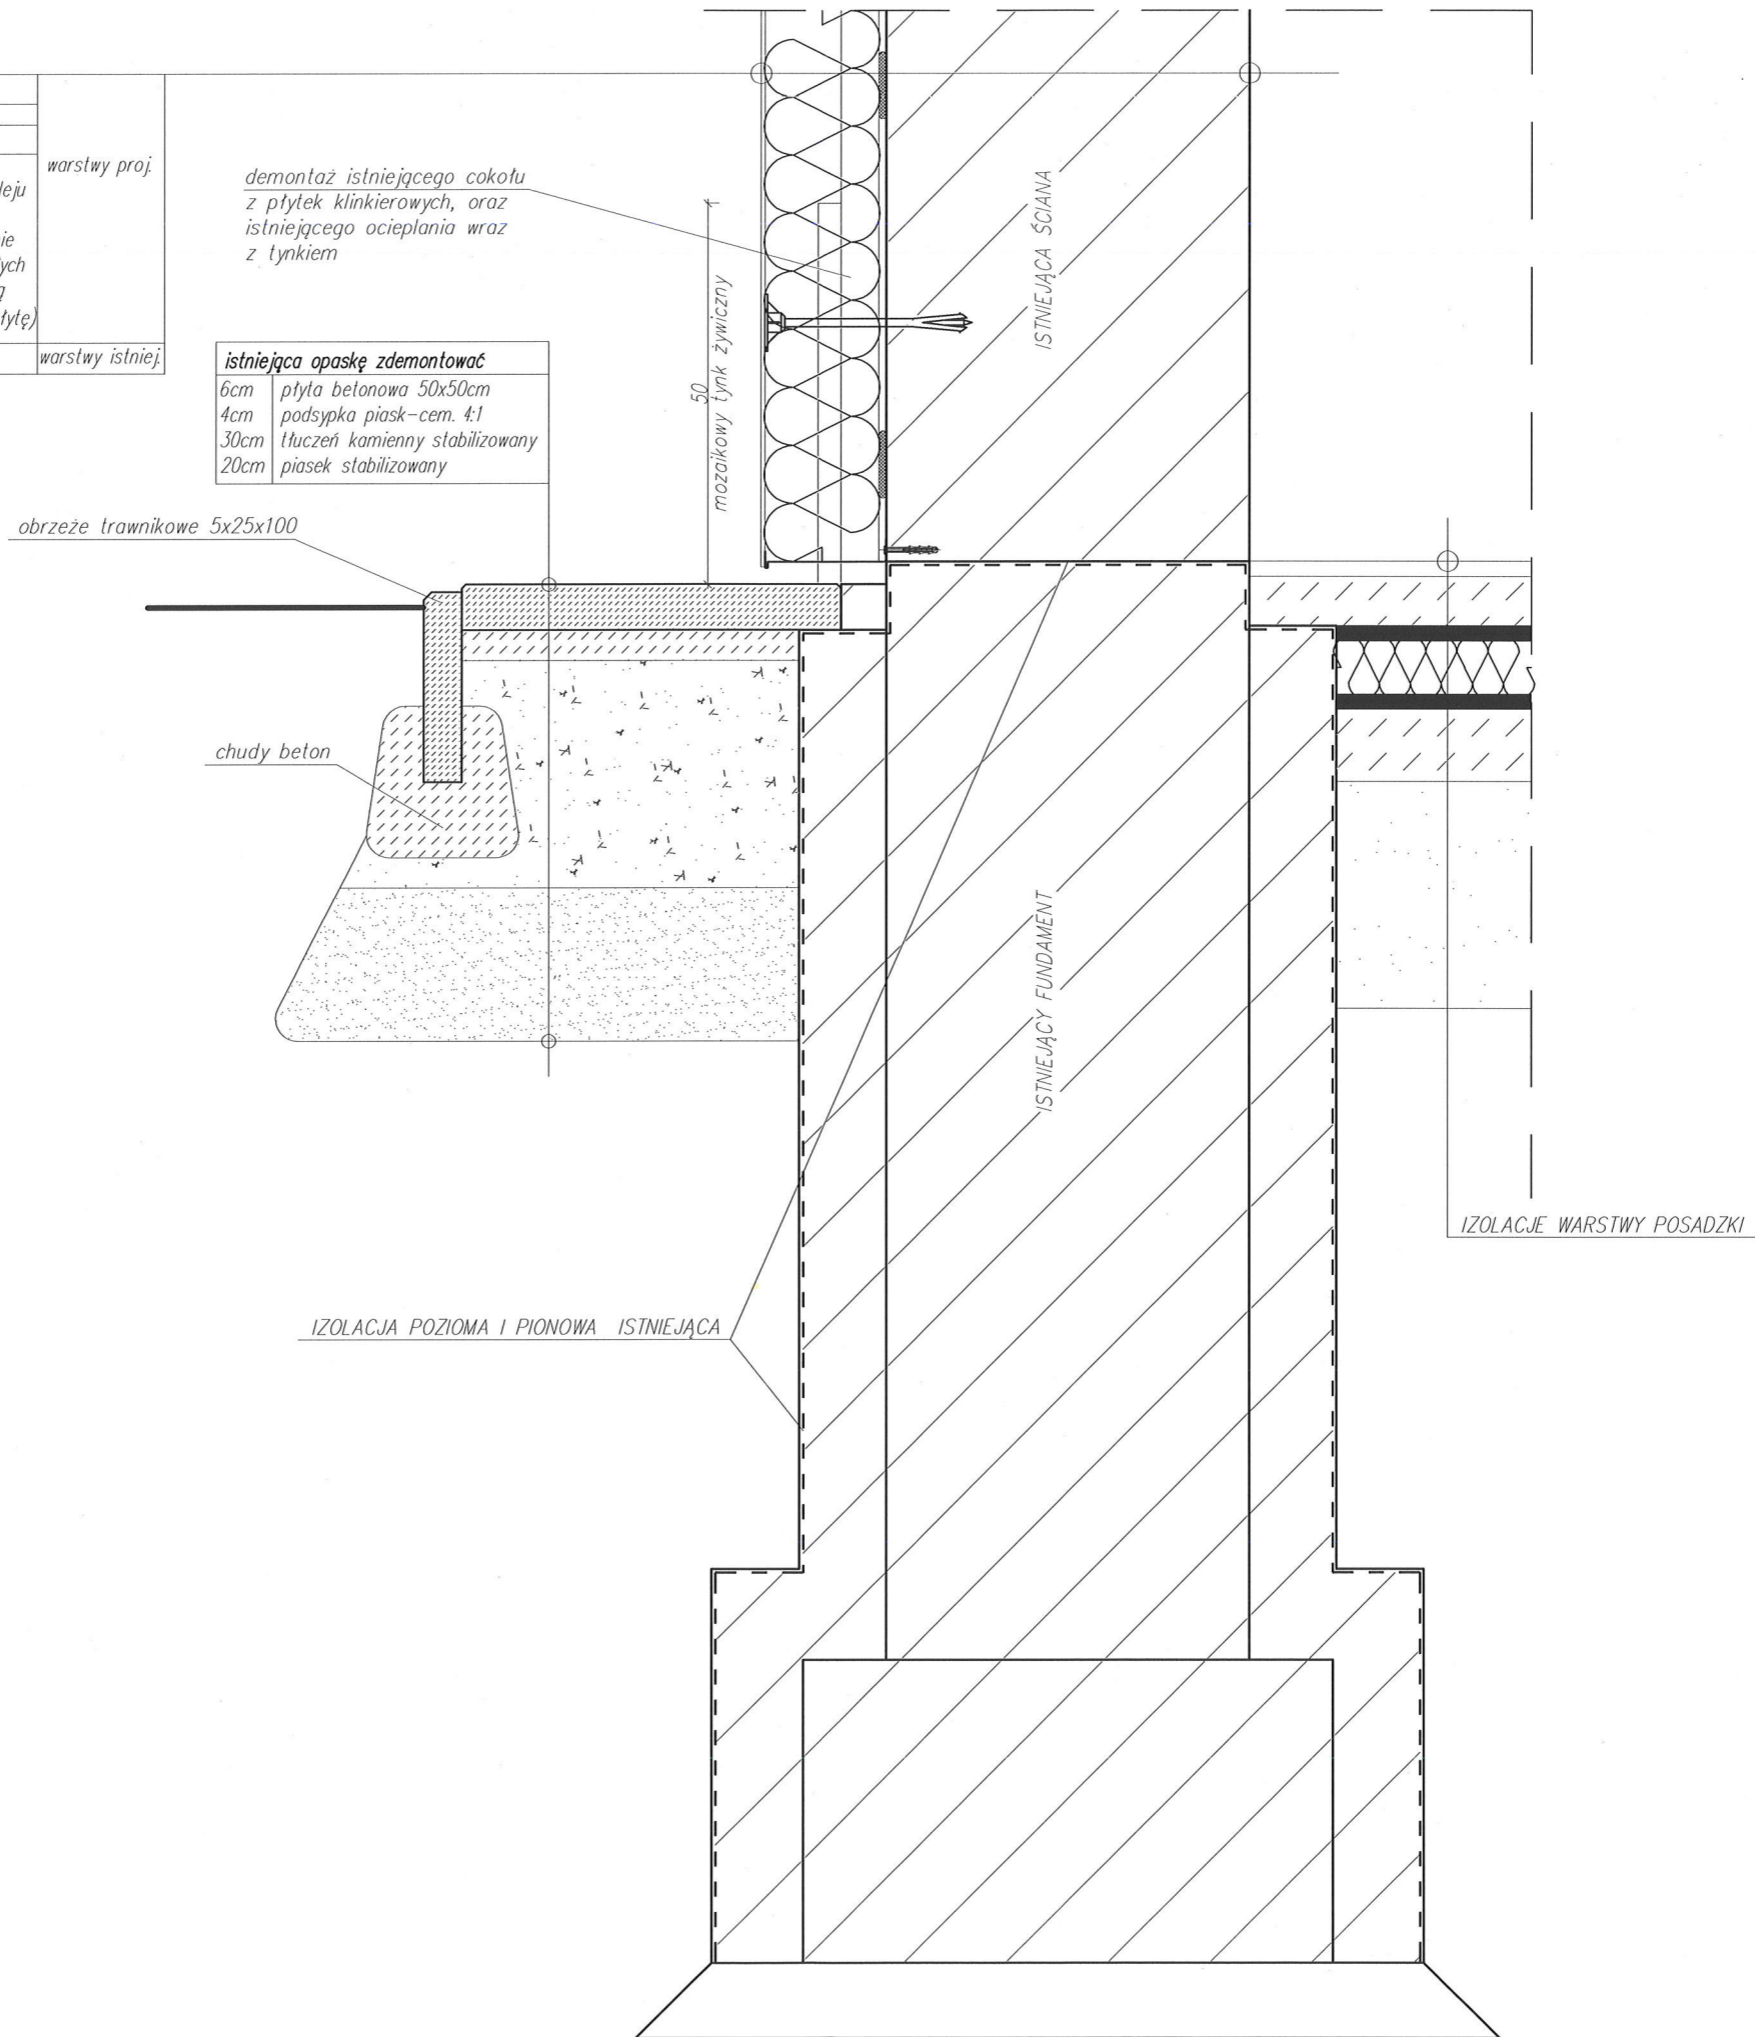 warstwy proj.
leju
nie
ych
ą
łytę)
warstwy istniej.
demontaż istniejącego cokołu
z płytek klinkierowych, oraz
istniejącego ocieplania wraz
z tynkiem
istniejąca opaskę zdemontować
6cm płyta betonowa 50x50cm
4cm podsypka piask-cem. 4:1
30cm tłuczeń kamienny stabilizowany
20cm piasek stabilizowany
50
mozaikowy tynk żywiczny
ISTNIEJĄCA ŚCIANA
obrzeże trawnikowe 5x25x100
chudy beton
ISTNIEJĄCY FUNDAMENT
IZOLACJE WARSTWY POSADZKI
IZOLACJA POZIOMA I PIONOWA ISTNIEJĄCA